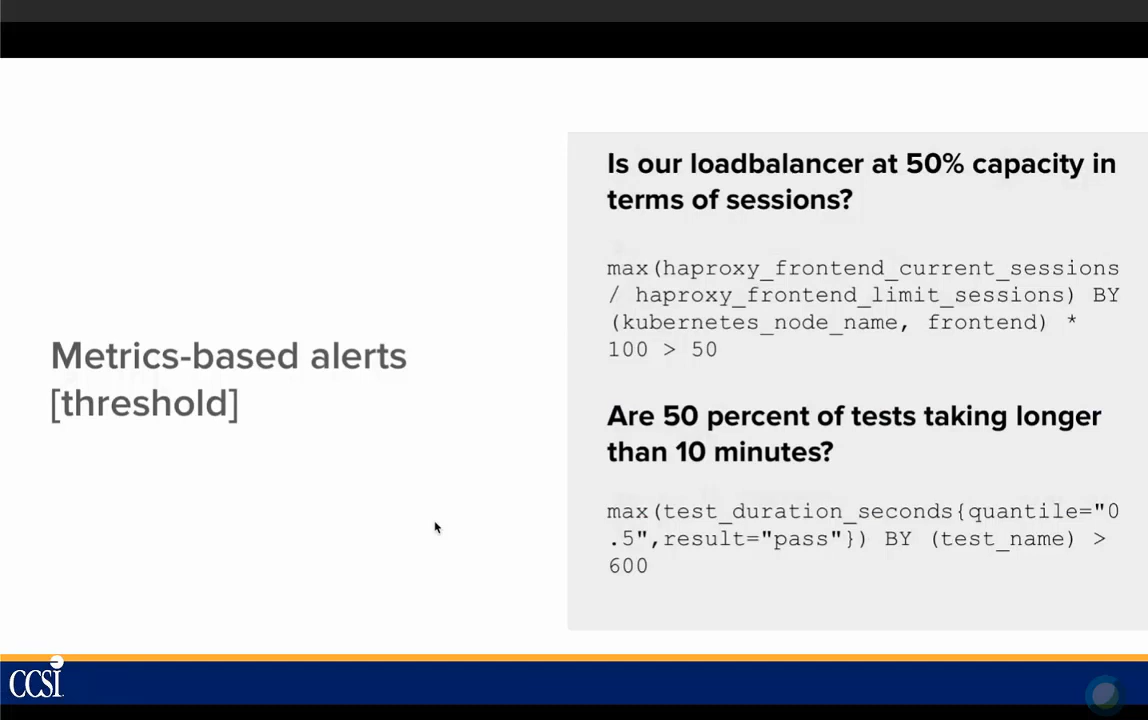 Metrics-based alerts
[threshold]
Is our loadbalancer at 50% capacity in
terms of sessions?
max(haproxy_frontend_current_sessions
/ haproxy_frontend_limit_sessions) BY
(kubernetes_node_name, frontend) *
100 > 50
Are 50 percent of tests taking longer
than 10 minutes?
max(test_duration_seconds{quantile="0
.5",result="pass"}) BY (test_name) >
600
CCSI